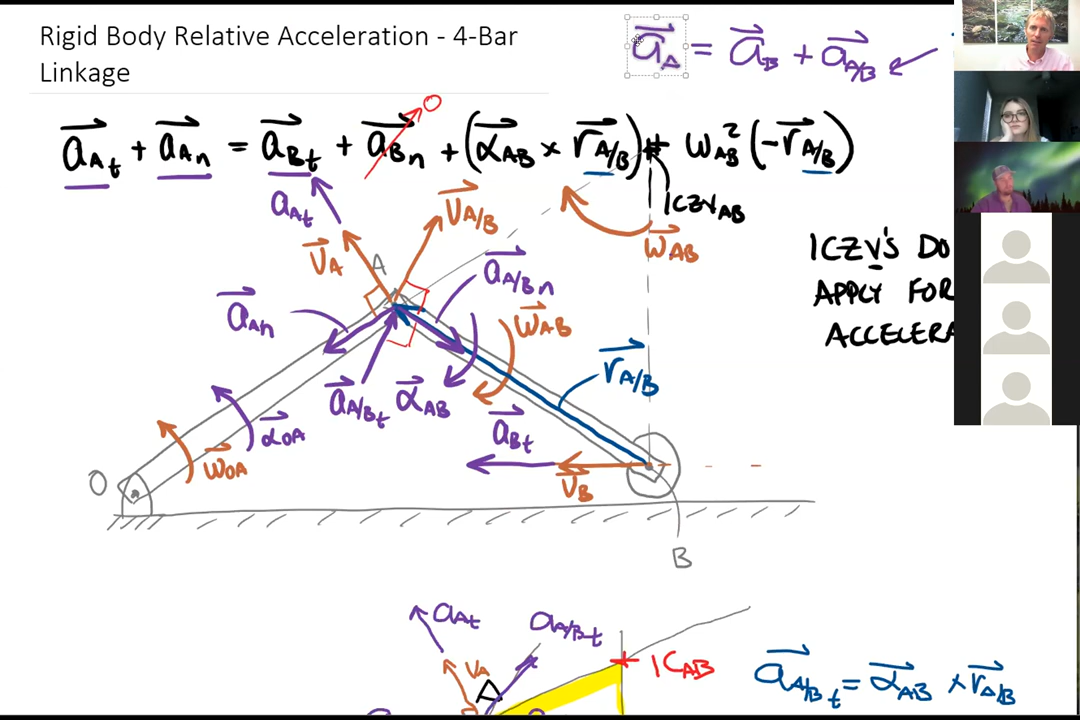 Rigid Body Relative Acceleration - 4-Bar
Linkage
a_A = a_B + a_A/B
a_At + a_An = a_Bt + a_Bn + (α_AB × r_A/B) + ω_AB² (-r_A/B)
0
a_At
V_A/B
ICZV_AB
ω_AB
V_A
A
a_A/Bn
ICZV'S DO
APPLY FOR
ACCELERA
a_An
ω_AB
r_A/B
a_A/Bt
α_AB
a_Bt
α_OA
ω_OA
V_B
O
B
a_At
a_A/Bt
V_A
IC_AB
a_A/Bt = α_AB × r_A/B